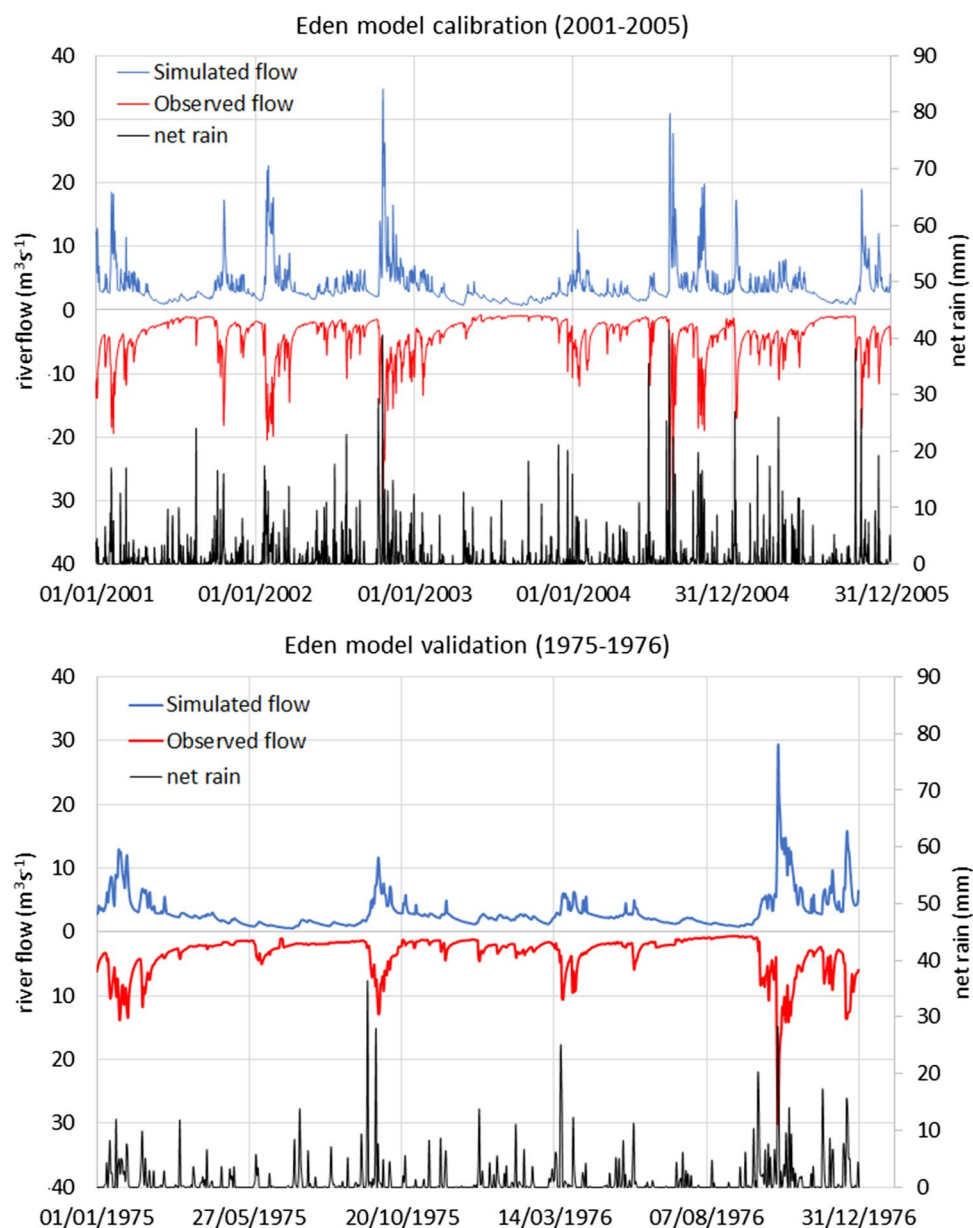 Eden model calibration (2001-2005)
40
30
20
10
0
10
20
30
40
riverflow (m³s⁻¹)
Simulated flow
Observed flow
net rain
90
80
70
60
50
40
30
20
10
0
net rain (mm)
01/01/2001 01/01/2002 01/01/2003 01/01/2004 31/12/2004 31/12/2005
Eden model validation (1975-1976)
40
30
20
10
0
10
20
30
40
river flow (m³s⁻¹)
Simulated flow
Observed flow
net rain
90
80
70
60
50
40
30
20
10
0
net rain (mm)
01/01/1975 27/05/1975 20/10/1975 14/03/1976 07/08/1976 31/12/1976